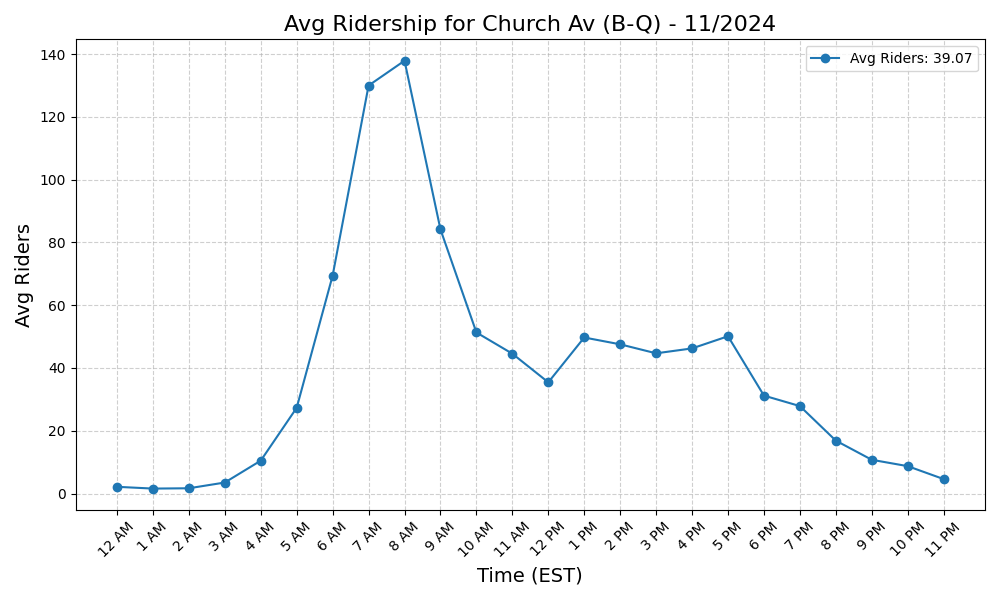 Avg Ridership for Church Av (B-Q) - 11/2024
Avg Riders: 39.07
Avg Riders
140
120
100
80
60
40
20
0
12 AM
1 AM
2 AM
3 AM
4 AM
5 AM
6 AM
7 AM
8 AM
9 AM
10 AM
11 AM
12 PM
1 PM
2 PM
3 PM
4 PM
5 PM
6 PM
7 PM
8 PM
9 PM
10 PM
11 PM
Time (EST)